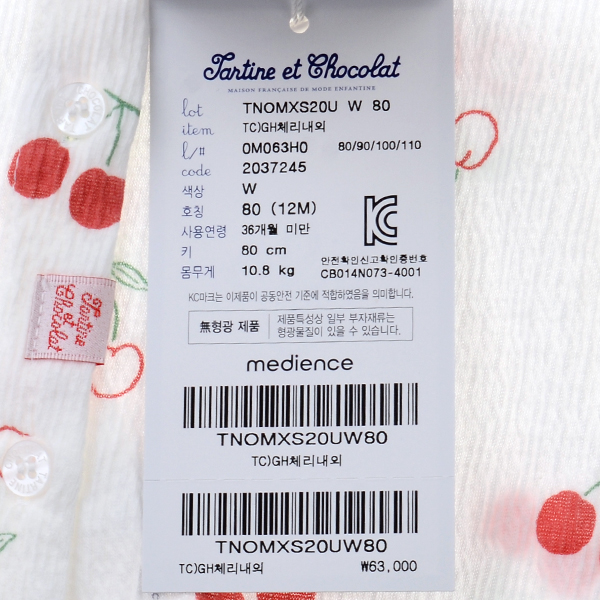 Tartine et Chocolat
MAISON FRANÇAISE DE MODE ENFANTINE
lot TNOMXS20U W 80
item TC)GH체리내의
l/# 0M063H0 80/90/100/110
code 2037245
색상 W
호칭 80 (12M)
사용연령 36개월 미만
키 80 cm
몸무게 10.8 kg
안전확인신고확인증번호
CB014N073-4001
KC마크는 이제품이 공동안전 기준에 적합하였음을 의미합니다.
無형광 제품
제품특성상 일부 부자재류는
형광물질이 있을 수 있습니다.
medience
TNOMXS20UW80
TC)GH체리내의
TNOMXS20UW80
TC)GH체리내의 ₩63,000
Tartine
et
Chocolat